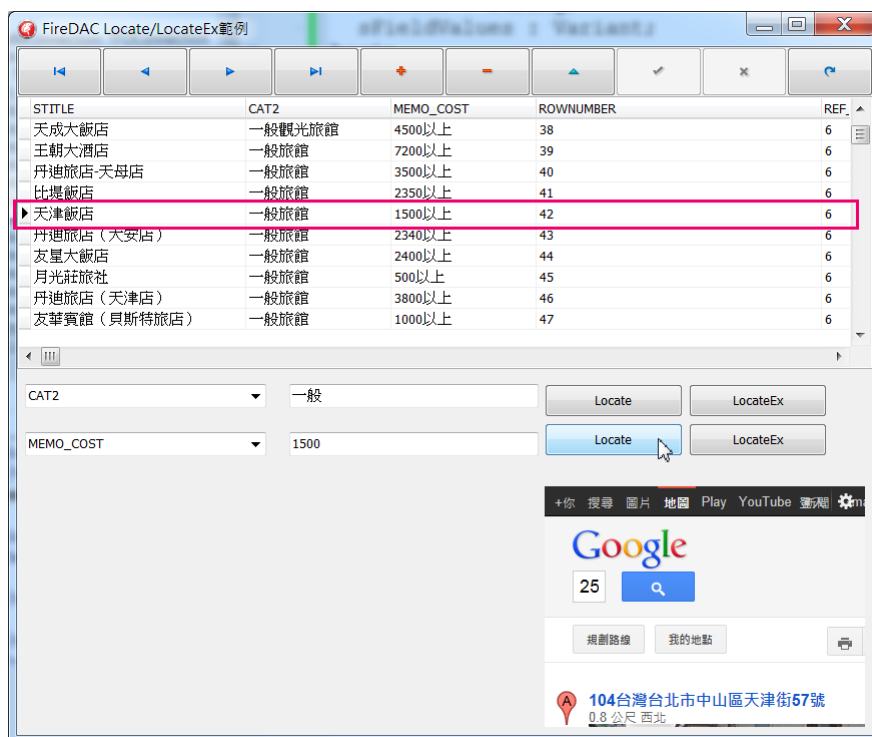 sFieldValues : Variant;
FireDAC Locate/LocateEx範例
STITLE CAT2 MEMO_COST ROWNUMBER REF_
天成大飯店 一般觀光旅館 4500以上 38 6
王朝大酒店 一般旅館 7200以上 39 6
丹迪旅店-天母店 一般旅館 3500以上 40 6
比堤飯店 一般旅館 2350以上 41 6
天津飯店 一般旅館 1500以上 42 6
丹迪旅店（大安店） 一般旅館 2340以上 43 6
友星大飯店 一般旅館 2400以上 44 6
月光莊旅社 一般旅館 500以上 45 6
丹迪旅店（天津店） 一般旅館 3800以上 46 6
友華賓館（貝斯特旅店） 一般旅館 1000以上 47 6
CAT2 一般 Locate LocateEx
MEMO_COST 1500 Locate LocateEx
+你 搜尋 圖片 地圖 Play YouTube
Google
25
規劃路線 我的地點
A 104台灣台北市中山區天津街57號
0.8 公尺 西北